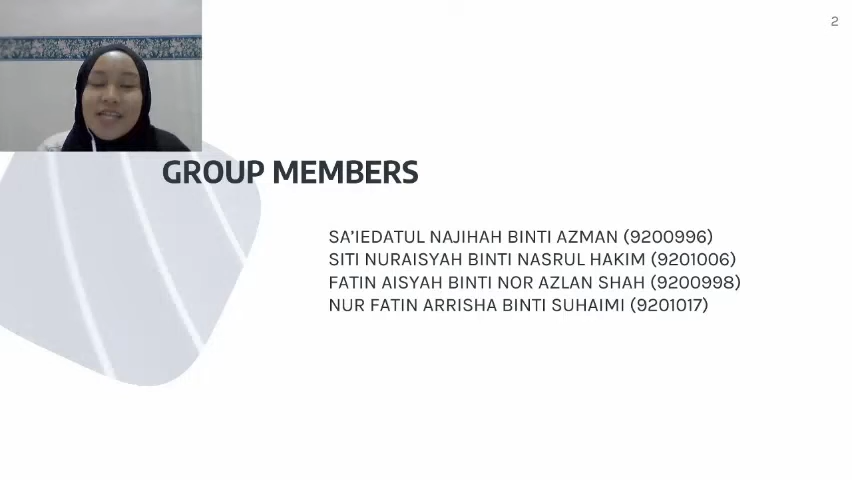 2
GROUP MEMBERS
SA’IEDATUL NAJIHAH BINTI AZMAN (9200996)
SITI NURAISYAH BINTI NASRUL HAKIM (9201006)
FATIN AISYAH BINTI NOR AZLAN SHAH (9200998)
NUR FATIN ARRISHA BINTI SUHAIMI (9201017)